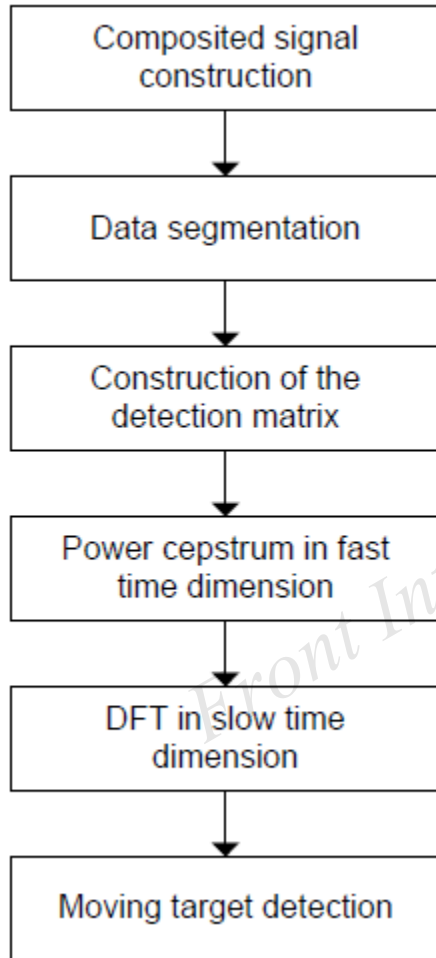 Composited signal
construction
Data segmentation
Construction of the
detection matrix
Power cepstrum in fast
time dimension
Front
DFT in slow time
dimension
Moving target detection